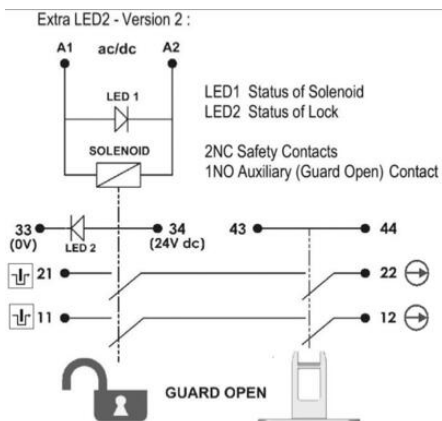 Extra LED2 - Version 2 :
A1 ac/dc A2
LED 1
LED1 Status of Solenoid
LED2 Status of Lock
SOLENOID
2NC Safety Contacts
1NO Auxiliary (Guard Open) Contact
33 34 43 44
(0V) LED 2 (24V dc)
21 22
11 12
GUARD OPEN